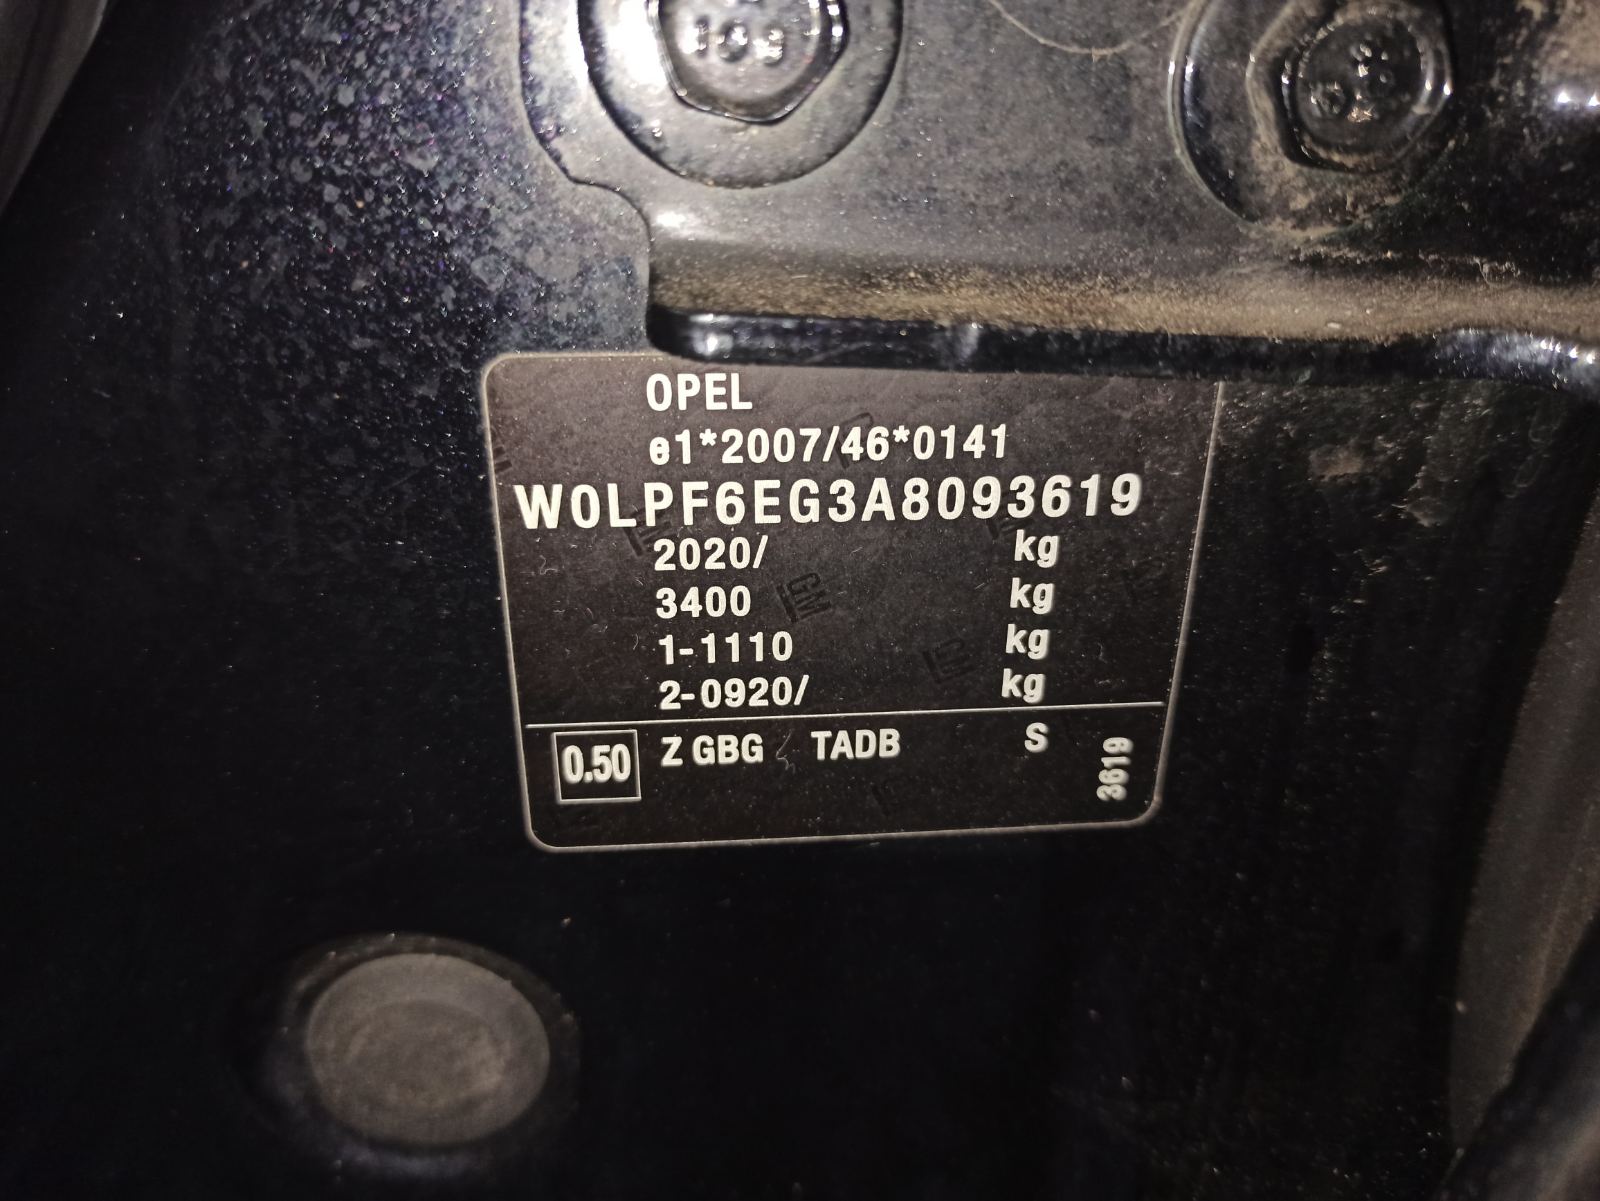 OPEL
e1*2007/46*0141
W0LPF6EG3A8093619
2020/ kg
3400 kg
1-1110 kg
2-0920/ kg
0.50 Z GBG TADB S
3619
GM